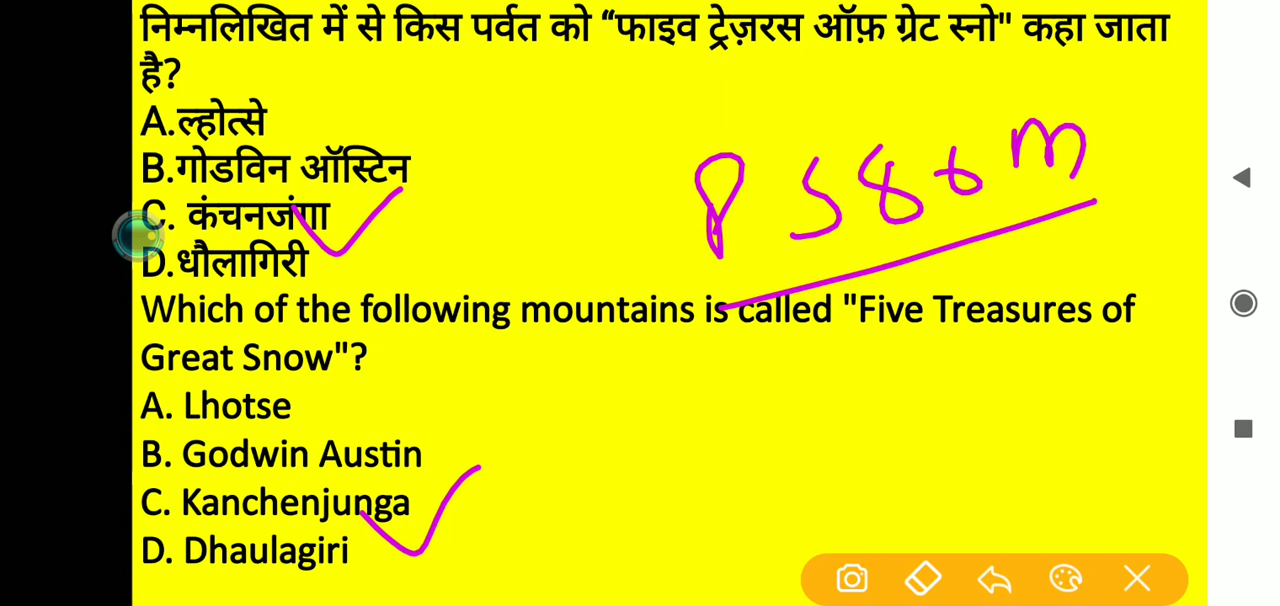 निम्नलिखित में से किस पर्वत को “फाइव ट्रेज़रस ऑफ़ ग्रेट स्नो" कहा जाता
है?
A.ल्होत्से
B.गोडविन ऑस्टिन
C. कंचनजंगा
D.धौलागिरी
Which of the following mountains is called "Five Treasures of
Great Snow"?
A. Lhotse
B. Godwin Austin
C. Kanchenjunga
D. Dhaulagiri